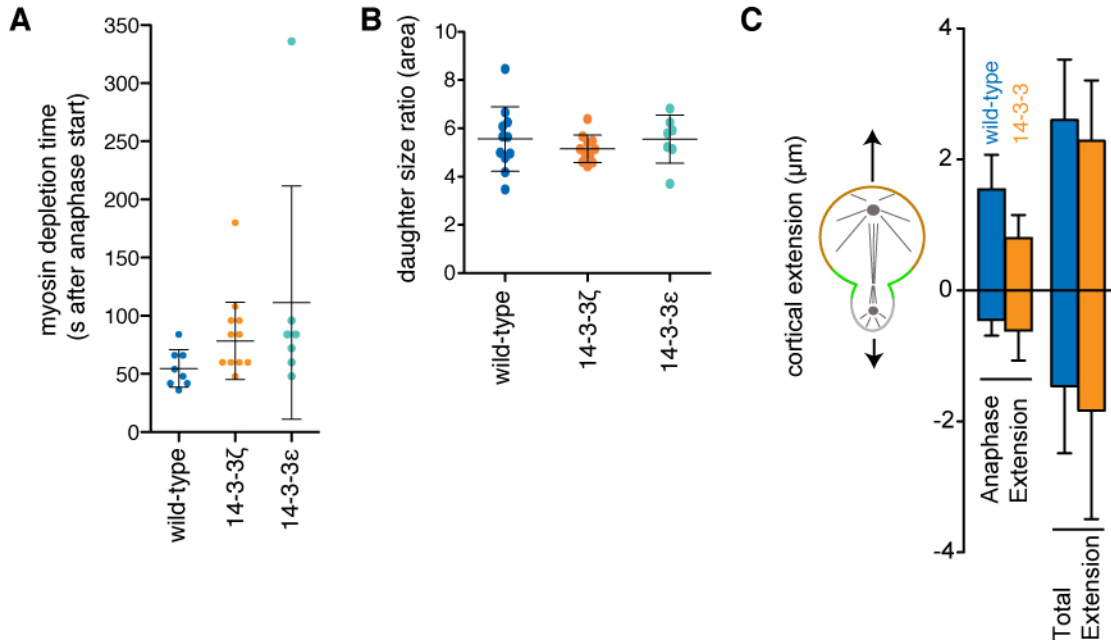 A
myosin depletion time
(s after anaphase start)
350
300
250
200
150
100
50
0
wild-type
14-3-3ζ
14-3-3ε
B
daughter size ratio (area)
10
8
6
4
2
0
wild-type
14-3-3ζ
14-3-3ε
C
cortical extension (μm)
4
2
0
-2
-4
wild-type
14-3-3
Anaphase
Extension
Total
Extension